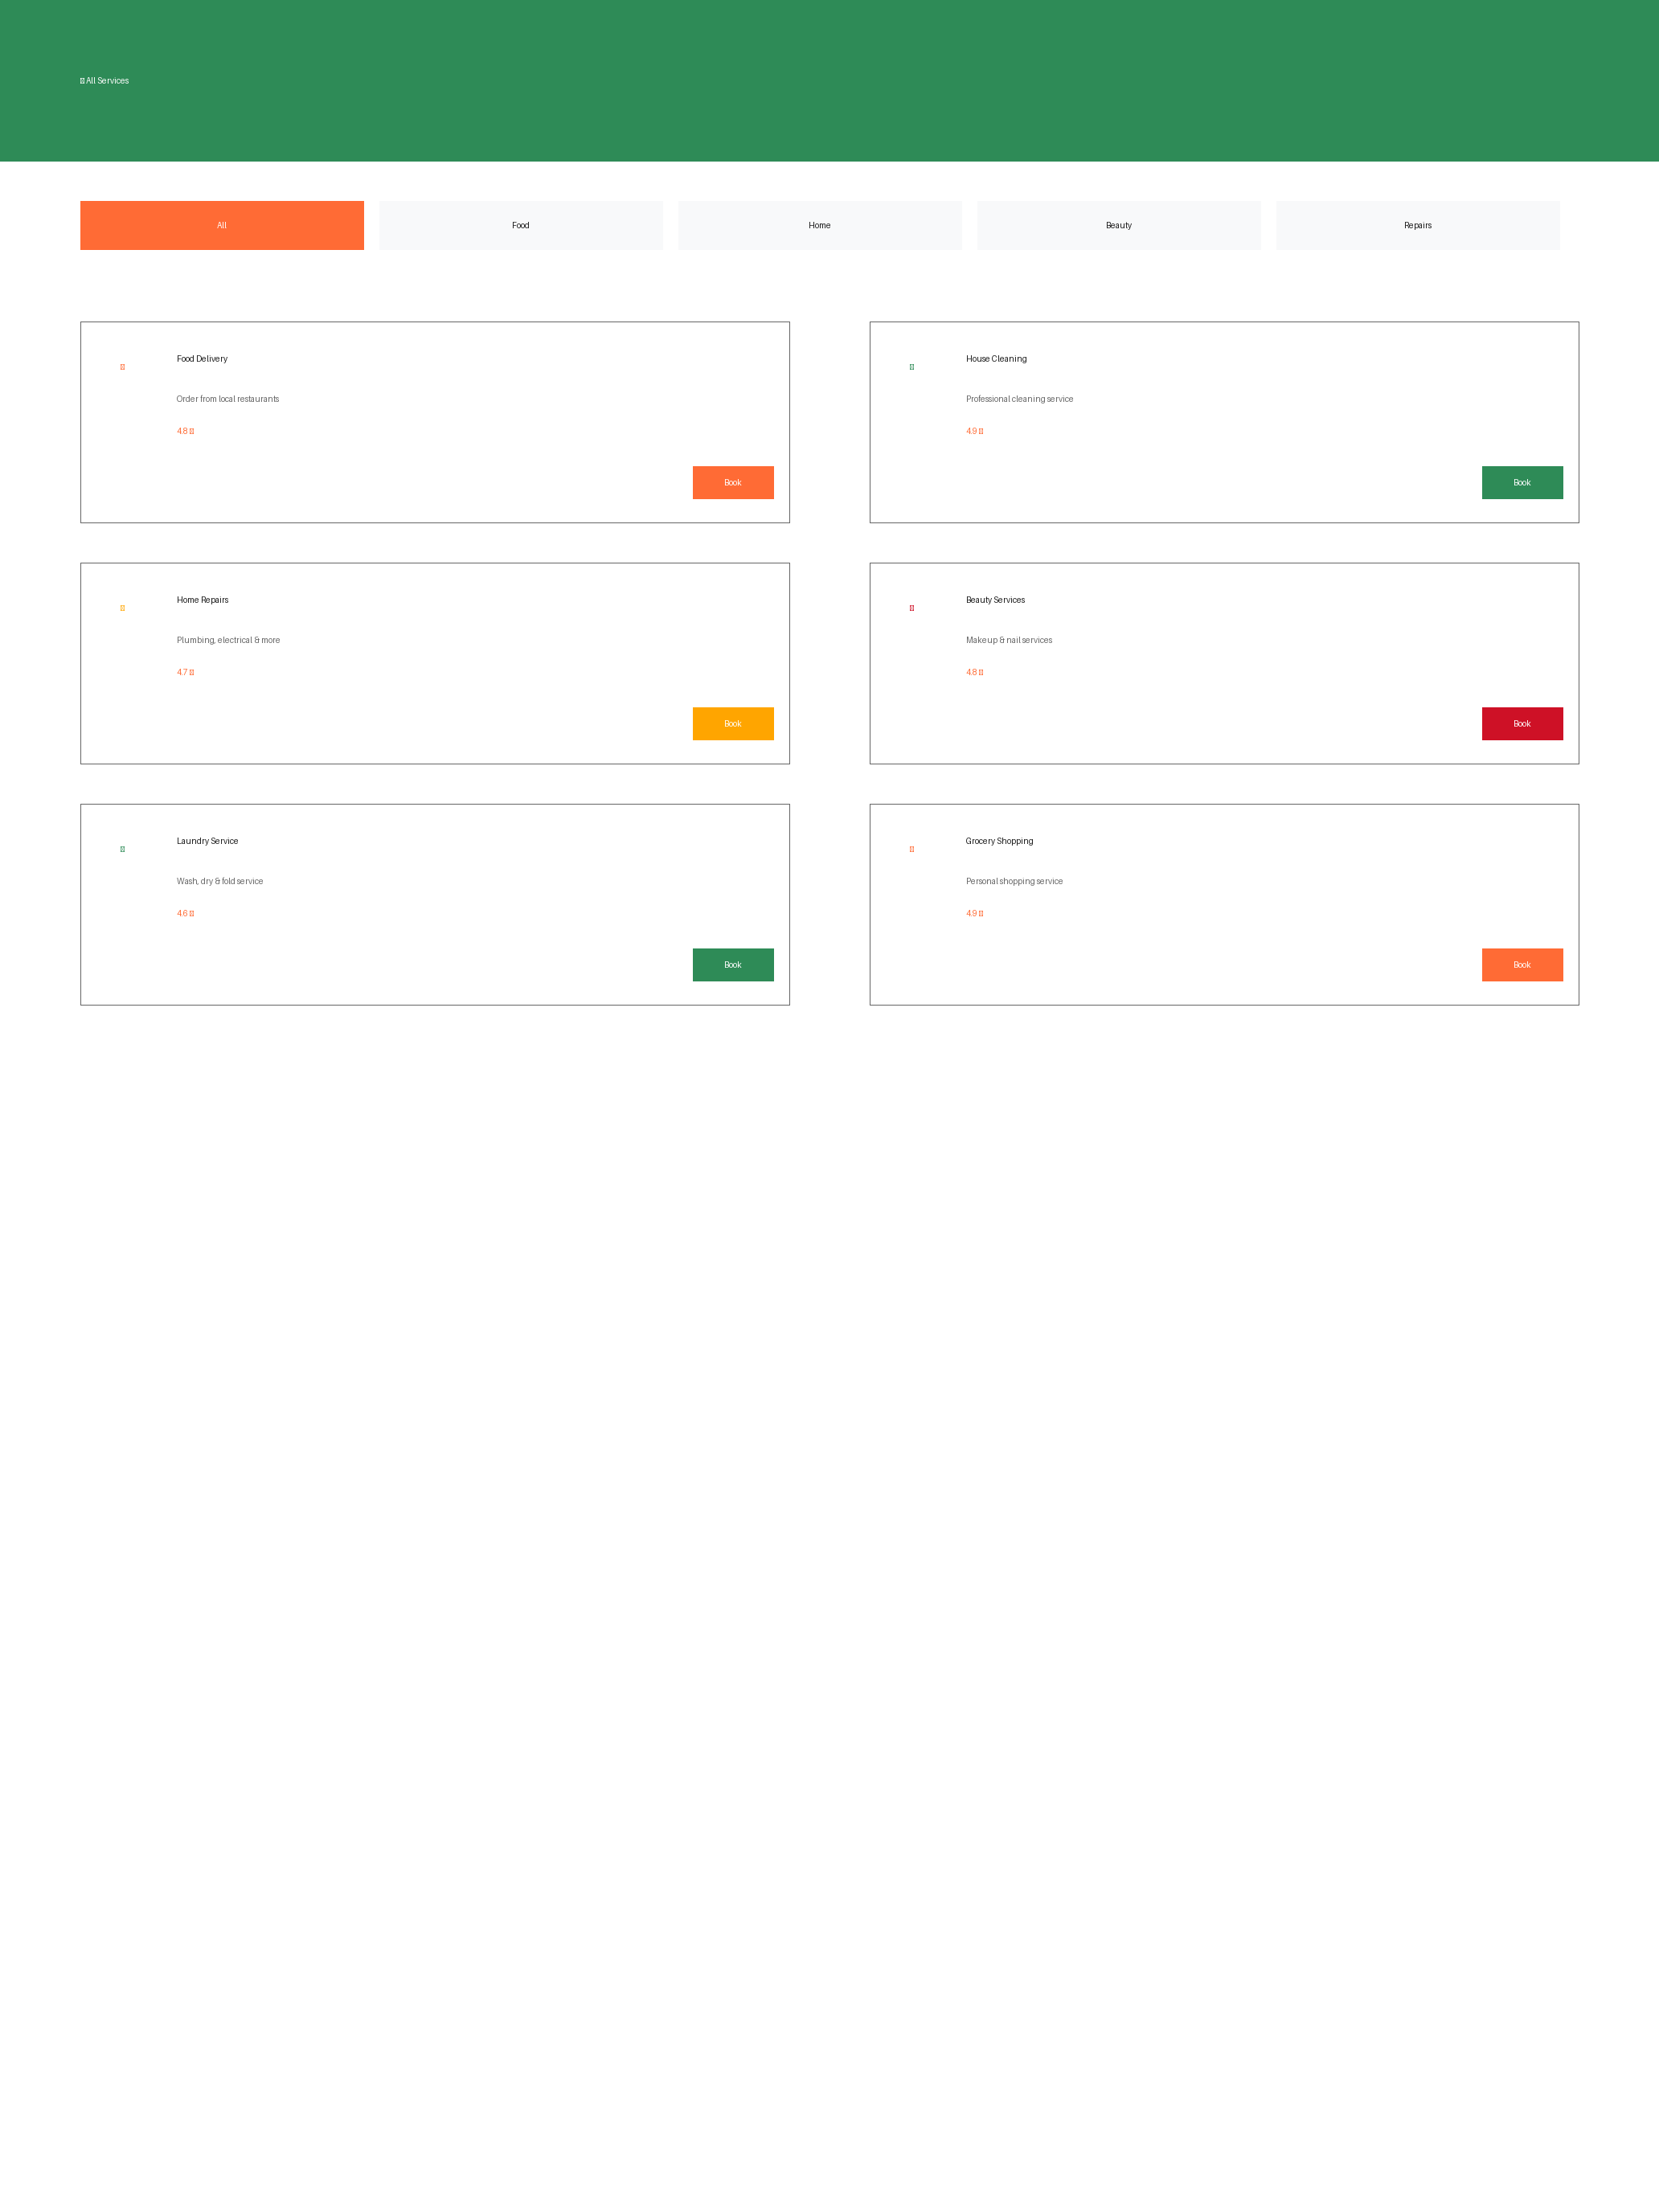 All Services
All
Food
Home
Beauty
Repairs
Food Delivery
Order from local restaurants
4.8
Book
House Cleaning
Professional cleaning service
4.9
Book
Home Repairs
Plumbing, electrical & more
4.7
Book
Beauty Services
Makeup & nail services
4.8
Book
Laundry Service
Wash, dry & fold service
4.6
Book
Grocery Shopping
Personal shopping service
4.9
Book